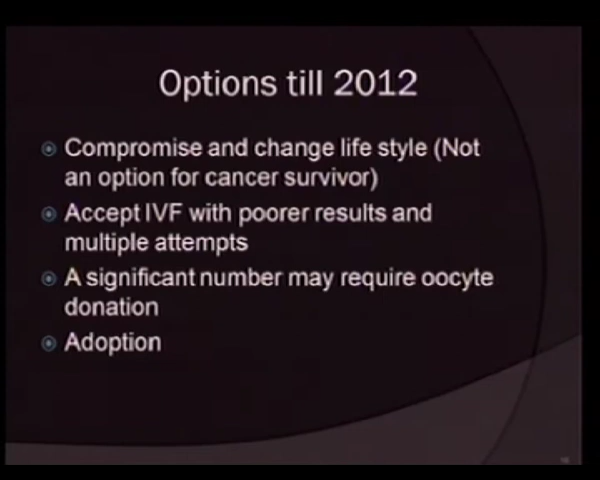 Options till 2012
Compromise and change life style (Not
an option for cancer survivor)
Accept IVF with poorer results and
multiple attempts
A significant number may require oocyte
donation
Adoption